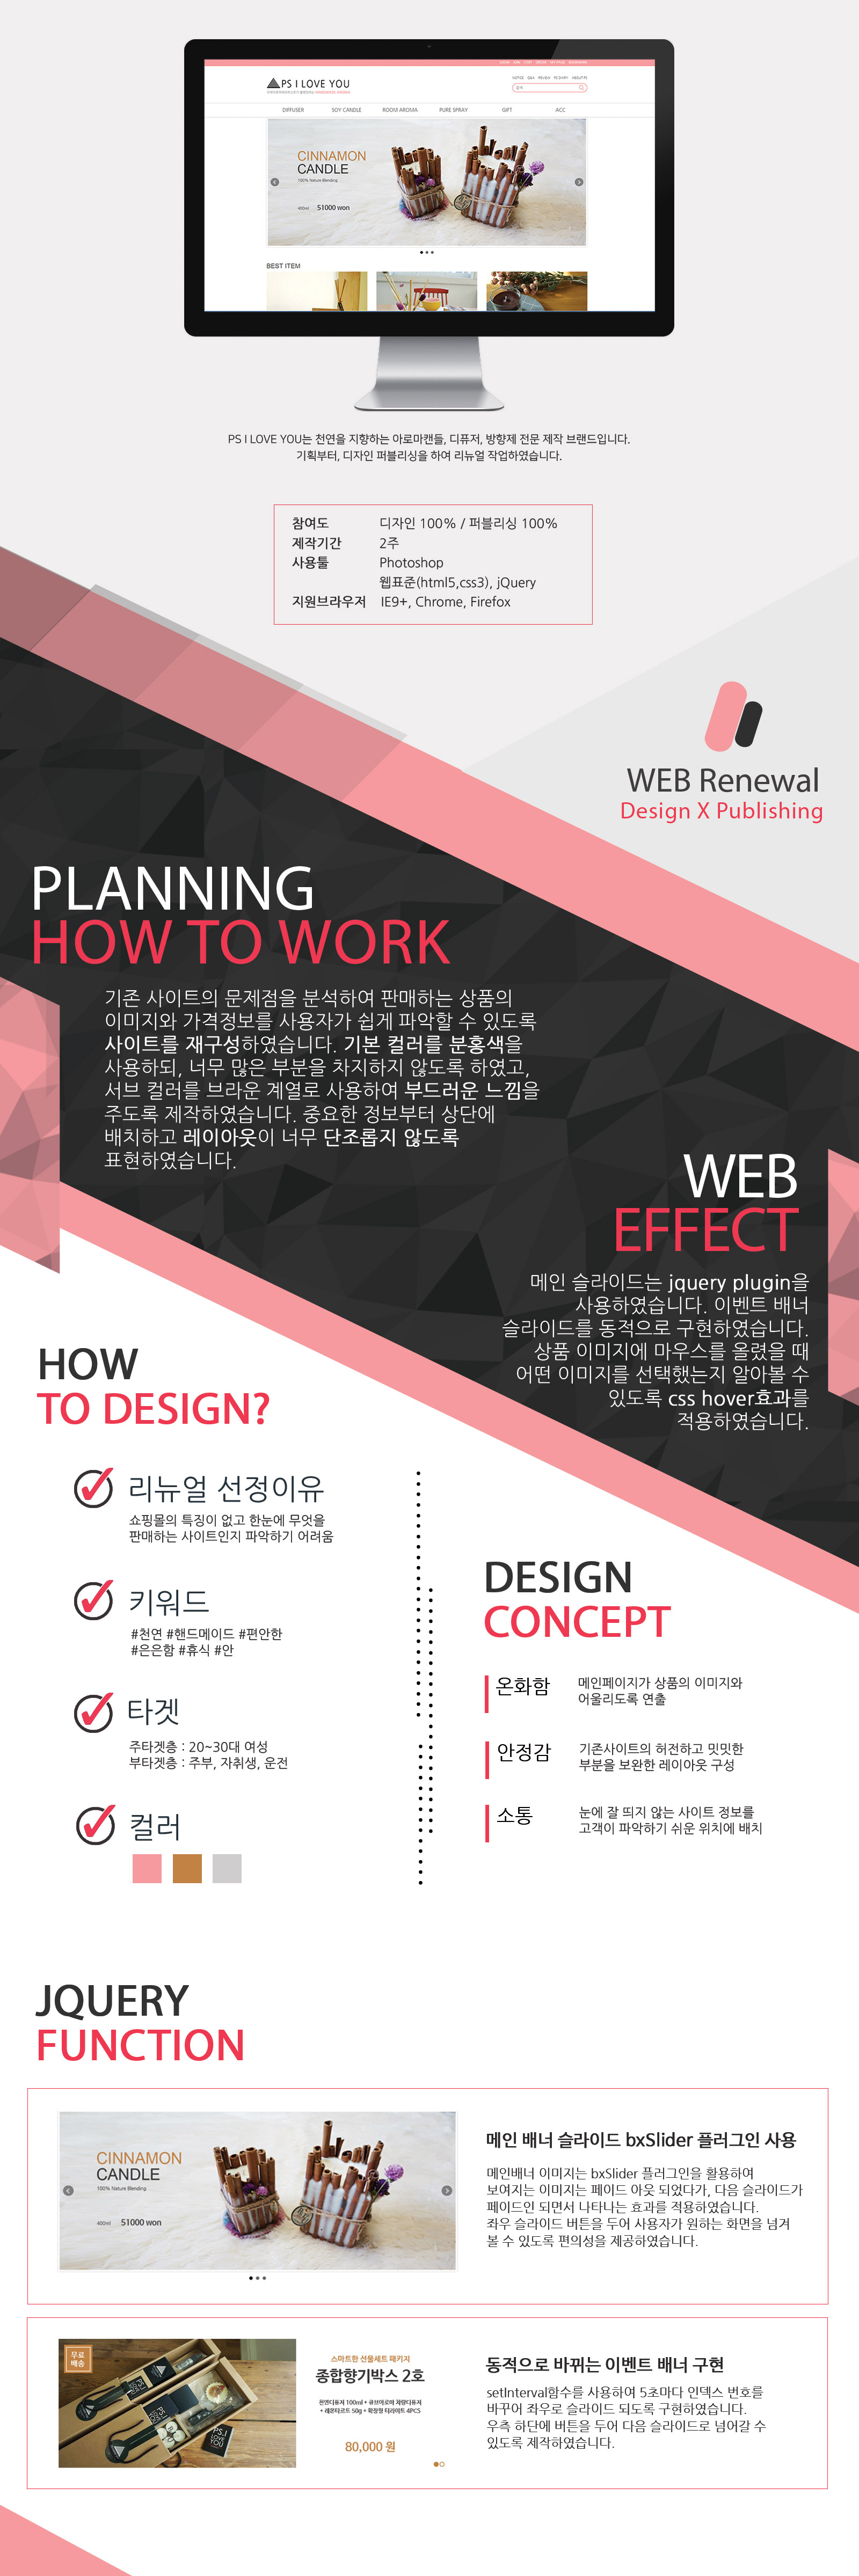 PS I LOVE YOU
NOTICE Q&A REVIEW PS DIARY ABOUT PS
검색
DIFFUSER SOY CANDLE ROOM AROMA PURE SPRAY GIFT ACC
CINNAMON
CANDLE
100% Nature Blending
400ml 51000 won
BEST ITEM
PS I LOVE YOU는 천연을 지향하는 아로마캔들, 디퓨저, 방향제 전문 제작 브랜드입니다.
기획부터, 디자인 퍼블리싱을 하여 리뉴얼 작업하였습니다.
참여도 디자인 100% / 퍼블리싱 100%
제작기간 2주
사용툴 Photoshop
웹표준(html5,css3), jQuery
지원브라우저 IE9+, Chrome, Firefox
WEB Renewal
Design X Publishing
PLANNING
HOW TO WORK
기존 사이트의 문제점을 분석하여 판매하는 상품의
이미지와 가격정보를 사용자가 쉽게 파악할 수 있도록
사이트를 재구성하였습니다. 기본 컬러를 분홍색을
사용하되, 너무 많은 부분을 차지하지 않도록 하였고,
서브 컬러를 브라운 계열로 사용하여 부드러운 느낌을
주도록 제작하였습니다. 중요한 정보부터 상단에
배치하고 레이아웃이 너무 단조롭지 않도록
표현하였습니다.
WEB
EFFECT
메인 슬라이드는 jquery plugin을
사용하였습니다. 이벤트 배너
슬라이드를 동적으로 구현하였습니다.
상품 이미지에 마우스를 올렸을 때
어떤 이미지를 선택했는지 알아볼 수
있도록 css hover효과를
적용하였습니다.
HOW
TO DESIGN?
리뉴얼 선정이유
쇼핑몰의 특징이 없고 한눈에 무엇을
판매하는 사이트인지 파악하기 어려움
키워드
#천연 #핸드메이드 #편안한
#은은함 #휴식 #안
타겟
주타겟층 : 20~30대 여성
부타겟층 : 주부, 자취생, 운전
컬러
DESIGN
CONCEPT
온화함 메인페이지가 상품의 이미지와
어울리도록 연출
안정감 기존사이트의 허전하고 밋밋한
부분을 보완한 레이아웃 구성
소통 눈에 잘 띄지 않는 사이트 정보를
고객이 파악하기 쉬운 위치에 배치
JQUERY
FUNCTION
CINNAMON
CANDLE
100% Nature Blending
400ml 51000 won
메인 배너 슬라이드 bxSlider 플러그인 사용
메인배너 이미지는 bxSlider 플러그인을 활용하여
보여지는 이미지는 페이드 아웃 되었다가, 다음 슬라이드가
페이드인 되면서 나타나는 효과를 적용하였습니다.
좌우 슬라이드 버튼을 두어 사용자가 원하는 화면을 넘겨
볼 수 있도록 편의성을 제공하였습니다.
무료
배송
PS I
LOVE
YOU
스마트한 선물세트 패키지
종합향기박스 2호
천연디퓨저 100ml + 큐브아로마 차량디퓨저
+ 레몬타르트 50g + 확장형 티라이트 4PCS
80,000 원
동적으로 바뀌는 이벤트 배너 구현
setInterval함수를 사용하여 5초마다 인덱스 번호를
바꾸어 좌우로 슬라이드 되도록 구현하였습니다.
우측 하단에 버튼을 두어 다음 슬라이드로 넘어갈 수
있도록 제작하였습니다.